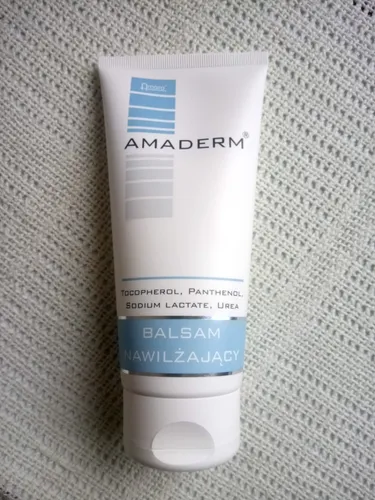 AMADERM®
TOCOPHEROL, PANTHENOL,
SODIUM LACTATE, UREA
BALSAM
NAWILŻAJĄCY